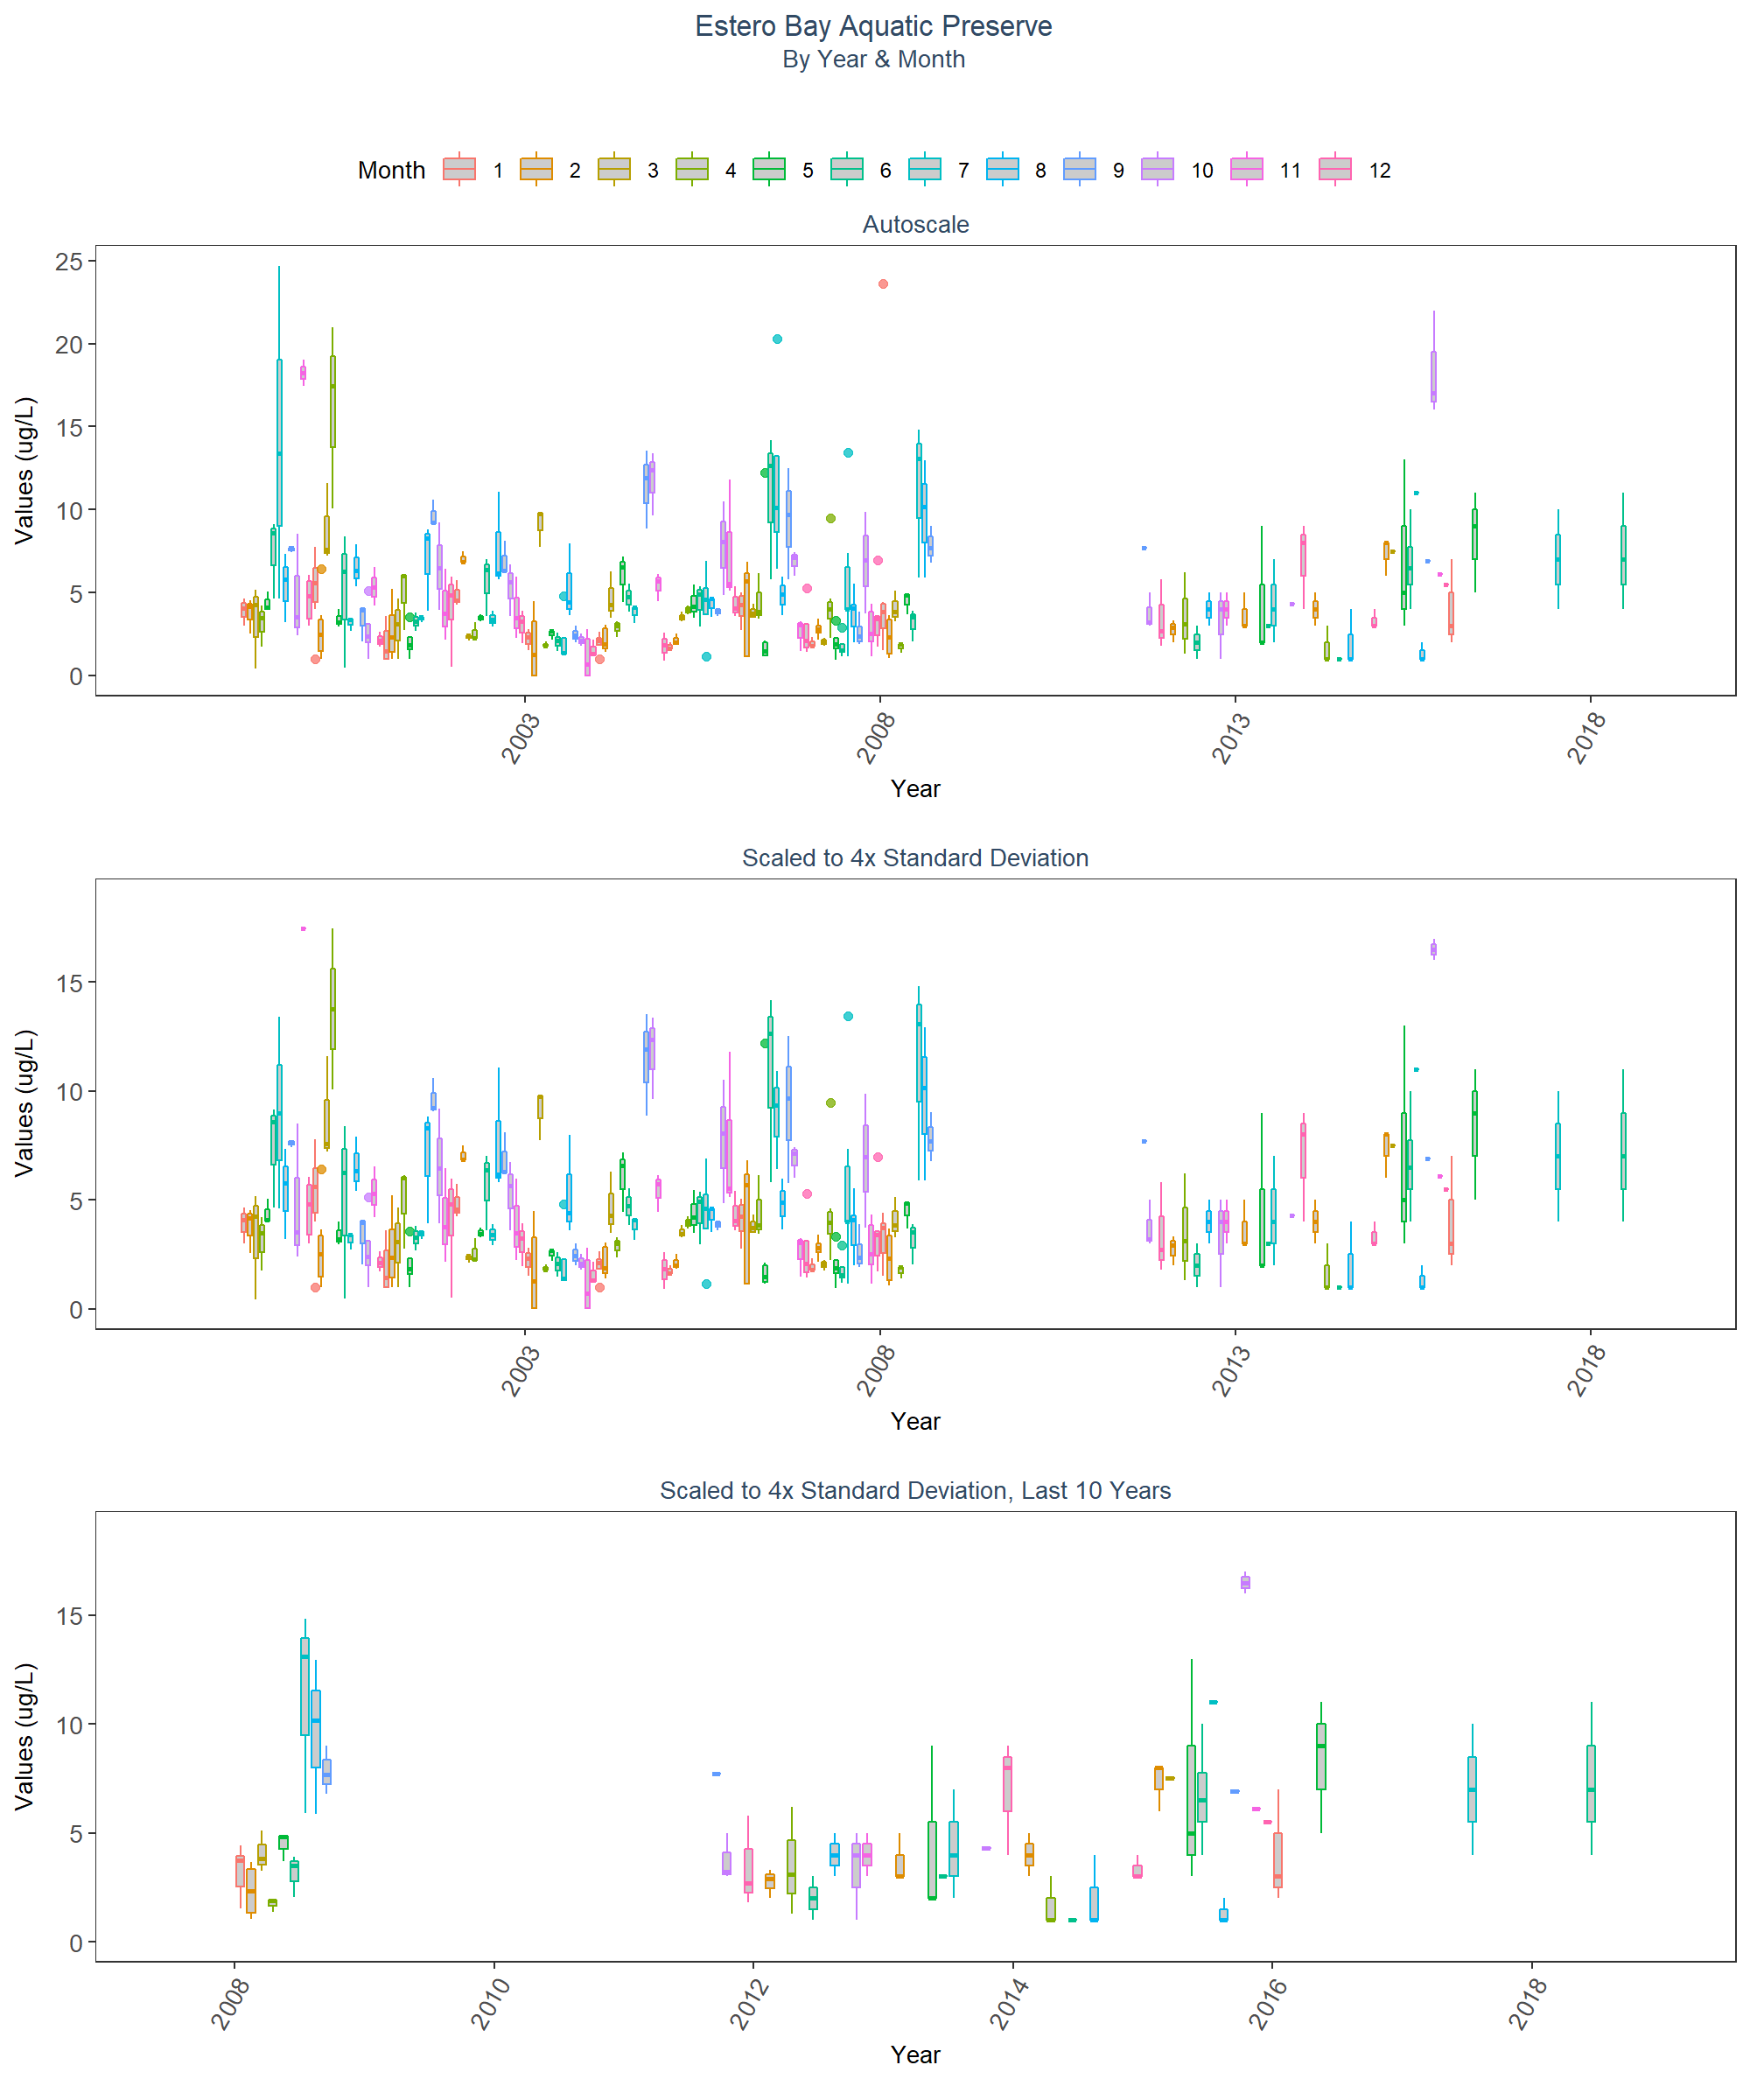 Estero Bay Aquatic Preserve
By Year & Month
Month 1 2 3 4 5 6 7 8 9 10 11 12
Autoscale
Values (ug/L)
25
20
15
10
5
0
2003 2008 2013 2018
Year
Scaled to 4x Standard Deviation
Values (ug/L)
15
10
5
0
2003 2008 2013 2018
Year
Scaled to 4x Standard Deviation, Last 10 Years
Values (ug/L)
15
10
5
0
2008 2010 2012 2014 2016 2018
Year